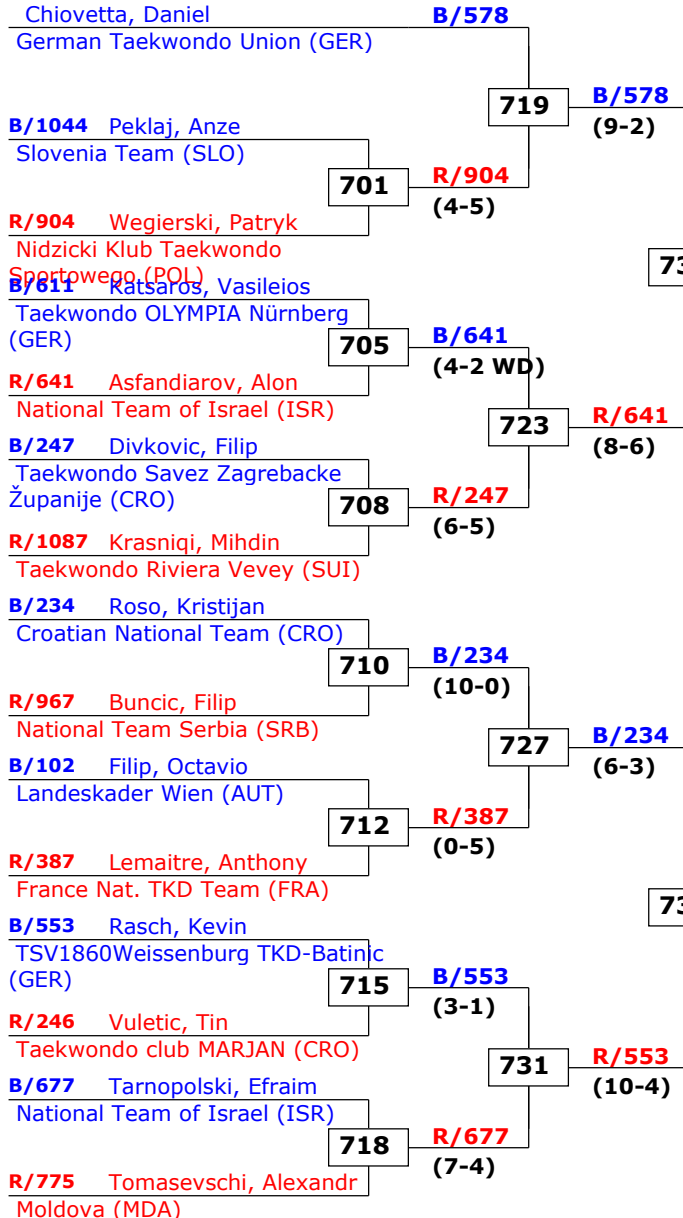 Chiovetta, Daniel B/578
German Taekwondo Union (GER)
719 B/578
(9-2)
B/1044 Peklaj, Anze
Slovenia Team (SLO)
701 R/904
(4-5)
R/904 Wegierski, Patryk
Nidzicki Klub Taekwondo
Sportowego (POL)
73
B/611 Katsaros, Vasileios
Taekwondo OLYMPIA Nürnberg
(GER)
705 B/641
(4-2 WD)
R/641 Asfandiarov, Alon
National Team of Israel (ISR)
723 R/641
(8-6)
B/247 Divkovic, Filip
Taekwondo Savez Zagrebacke
Županije (CRO)
708 R/247
(6-5)
R/1087 Krasniqi, Mihdin
Taekwondo Riviera Vevey (SUI)
B/234 Roso, Kristijan
Croatian National Team (CRO)
710 B/234
(10-0)
R/967 Buncic, Filip
National Team Serbia (SRB)
727 B/234
(6-3)
B/102 Filip, Octavio
Landeskader Wien (AUT)
712 R/387
(0-5)
R/387 Lemaitre, Anthony
France Nat. TKD Team (FRA)
73
B/553 Rasch, Kevin
TSV1860Weissenburg TKD-Batinic
(GER)
715 B/553
(3-1)
R/246 Vuletic, Tin
Taekwondo club MARJAN (CRO)
731 R/553
(10-4)
B/677 Tarnopolski, Efraim
National Team of Israel (ISR)
718 R/677
(7-4)
R/775 Tomasevschi, Alexandr
Moldova (MDA)